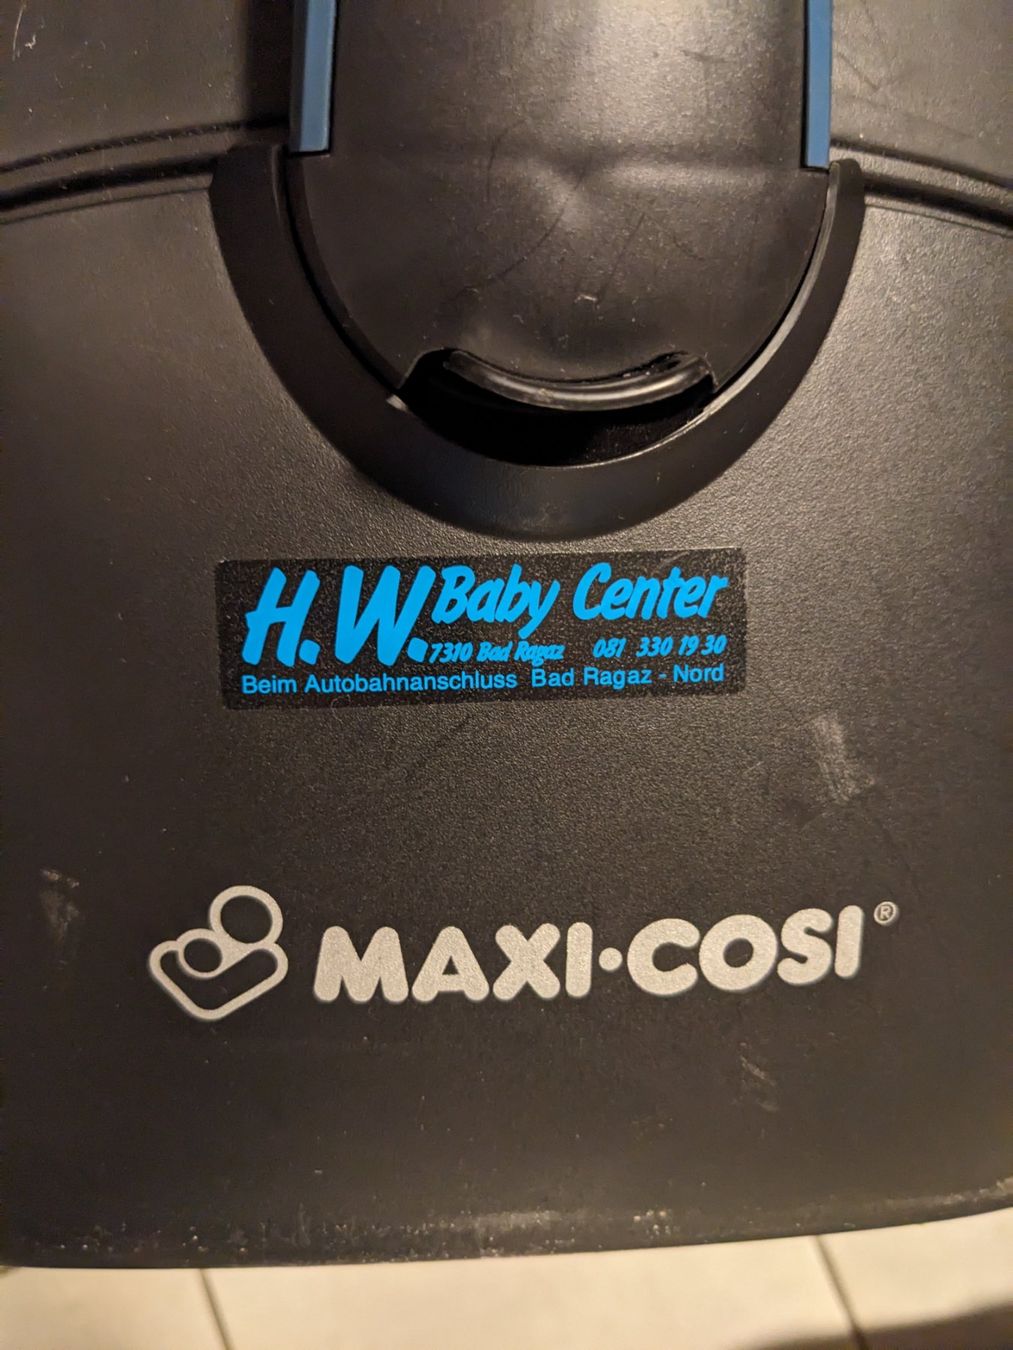 H.W. Baby Center
7310 Bad Ragaz 081 330 19 30
Beim Autobahnanschluss Bad Ragaz - Nord
MAXI·COSI®